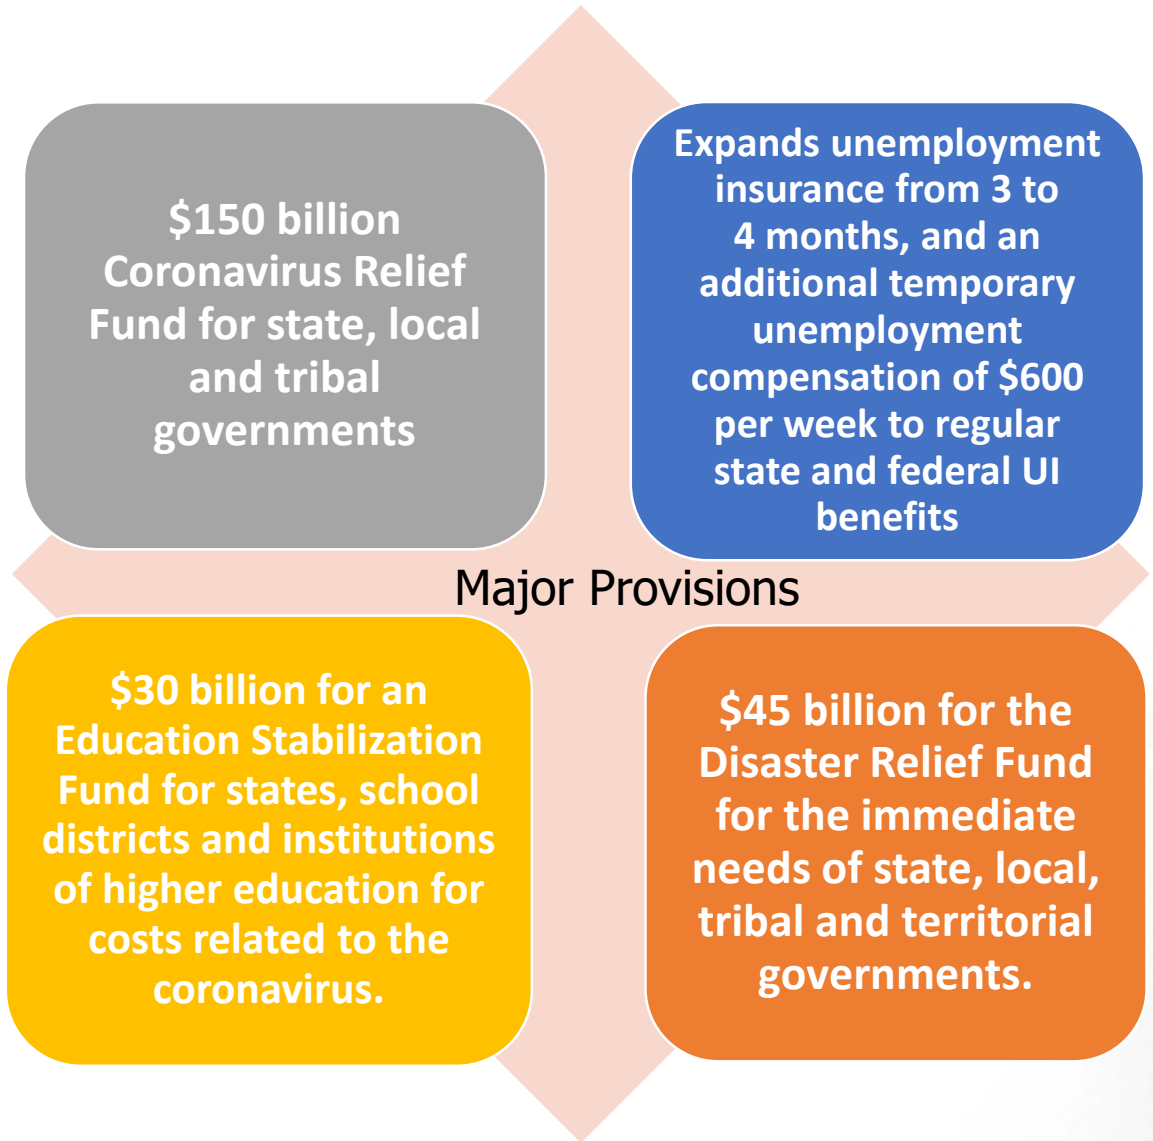 $150 billion
Coronavirus Relief
Fund for state, local
and tribal
governments
Expands unemployment
insurance from 3 to
4 months, and an
additional temporary
unemployment
compensation of $600
per week to regular
state and federal UI
benefits
Major Provisions
$30 billion for an
Education Stabilization
Fund for states, school
districts and institutions
of higher education for
costs related to the
coronavirus.
$45 billion for the
Disaster Relief Fund
for the immediate
needs of state, local,
tribal and territorial
governments.